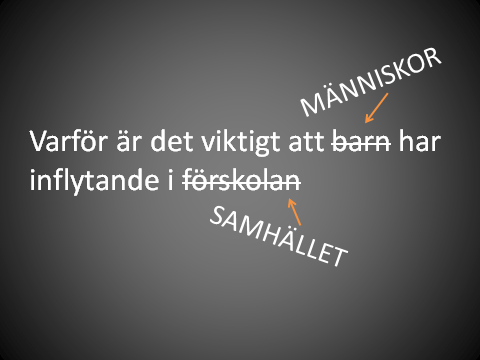 MÄNNISKOR
Varför är det viktigt att barn har
inflytande i förskolan
SAMHÄLLET